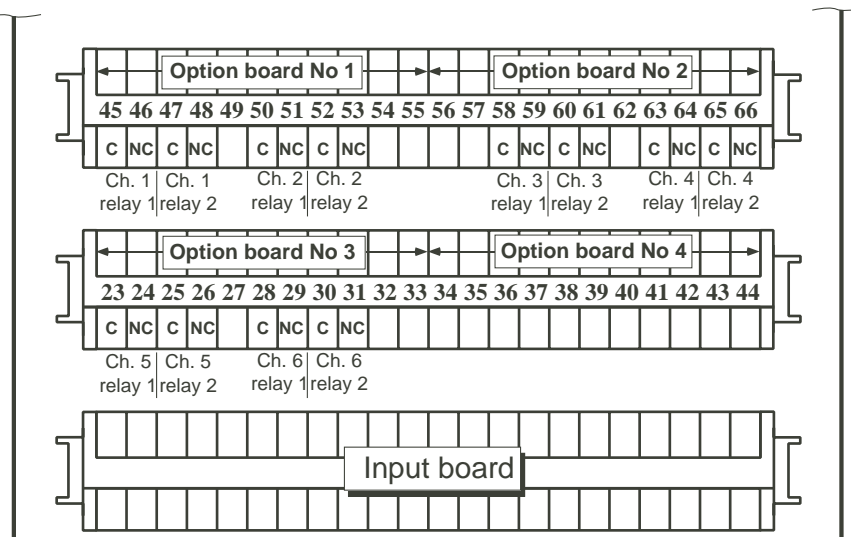 Option board No 1 Option board No 2
45 46 47 48 49 50 51 52 53 54 55 56 57 58 59 60 61 62 63 64 65 66
C NC C NC C NC C NC C NC C NC C NC C NC
Ch. 1 Ch. 1 Ch. 2 Ch. 2 Ch. 3 Ch. 3 Ch. 4 Ch. 4
relay 1 relay 2 relay 1 relay 2 relay 1 relay 2 relay 1 relay 2
Option board No 3 Option board No 4
23 24 25 26 27 28 29 30 31 32 33 34 35 36 37 38 39 40 41 42 43 44
C NC C NC C NC C NC
Ch. 5 Ch. 5 Ch. 6 Ch. 6
relay 1 relay 2 relay 1 relay 2
Input board